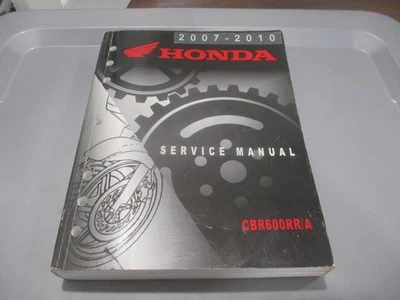 2007-2010
HONDA
SERVICE MANUAL
CBR600RR/A